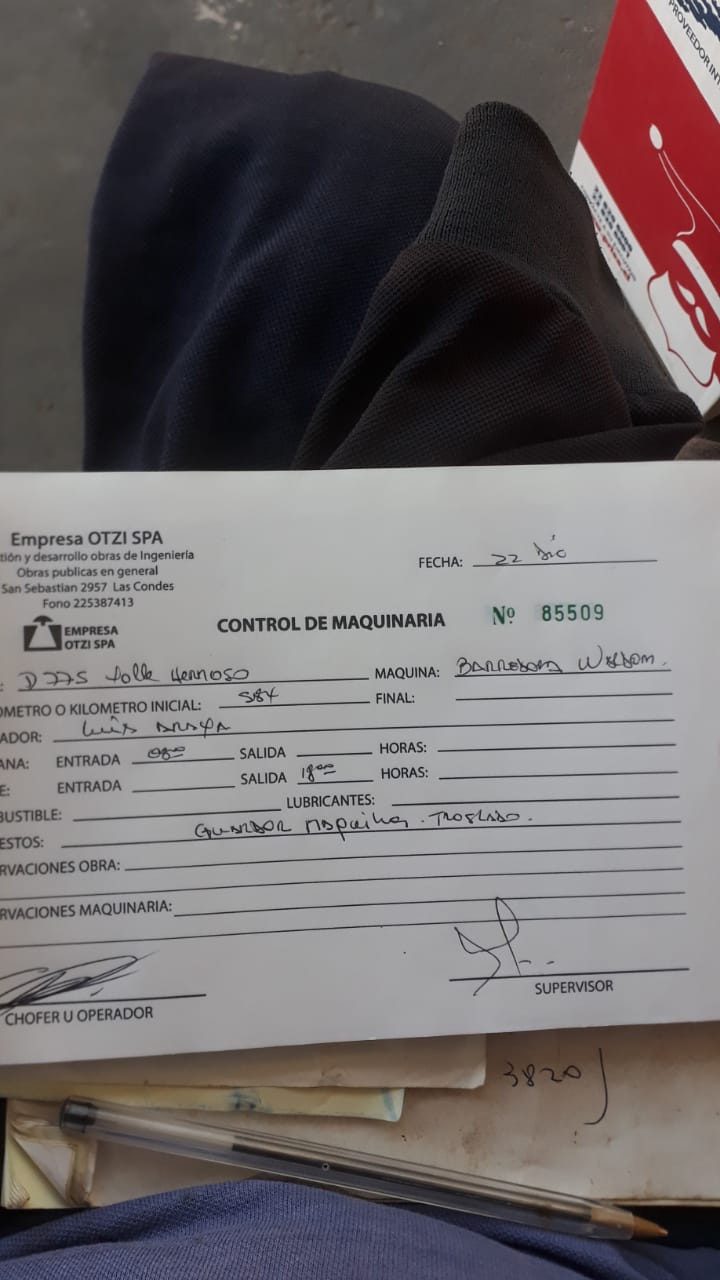 PROVEEDOR INT
Empresa OTZI SPA
tión y desarrollo obras de Ingeniería
Obras publicas en general
San Sebastian 2957 Las Condes
Fono 225387413
EMPRESA
OTZI SPA
FECHA: 22 Dic
CONTROL DE MAQUINARIA Nº 85509
: D775 Valle Hermoso MAQUINA: BARREDORA
OMETRO O KILOMETRO INICIAL: 584 FINAL:
ADOR: Luis ARAYA
ANA: ENTRADA 08:00 SALIDA HORAS:
E: ENTRADA SALIDA 18:00 HORAS:
BUSTIBLE: LUBRICANTES:
ESTOS: GUARDAR Maquina. TRASLADO.
RVACIONES OBRA:
RVACIONES MAQUINARIA:
CHOFER U OPERADOR
SUPERVISOR
3820